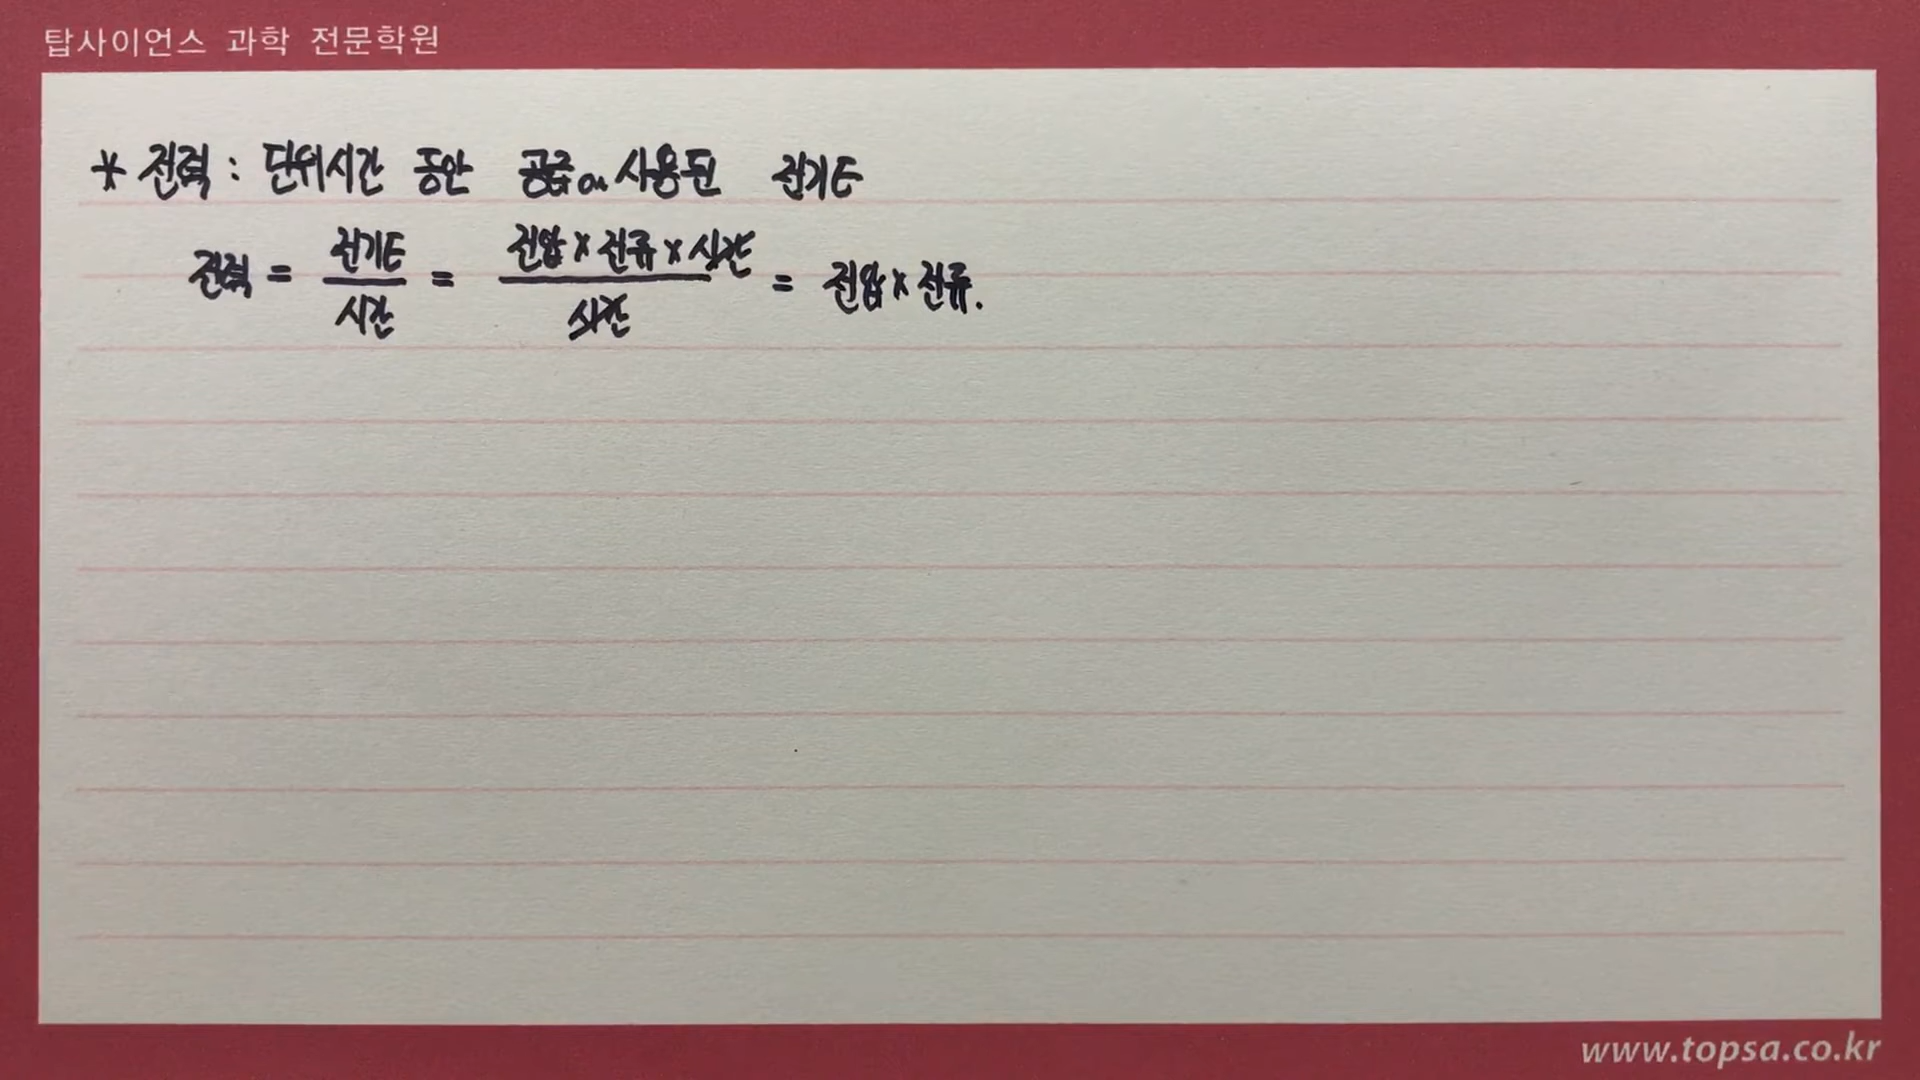 탑사이언스 과학 전문학원
* 전력 : 단위시간 동안 공급 or 사용된 전기E
전력 = 전기E / 시간 = 전압 × 전류 × 시간 / 시간 = 전압 × 전류.
www.topsa.co.kr